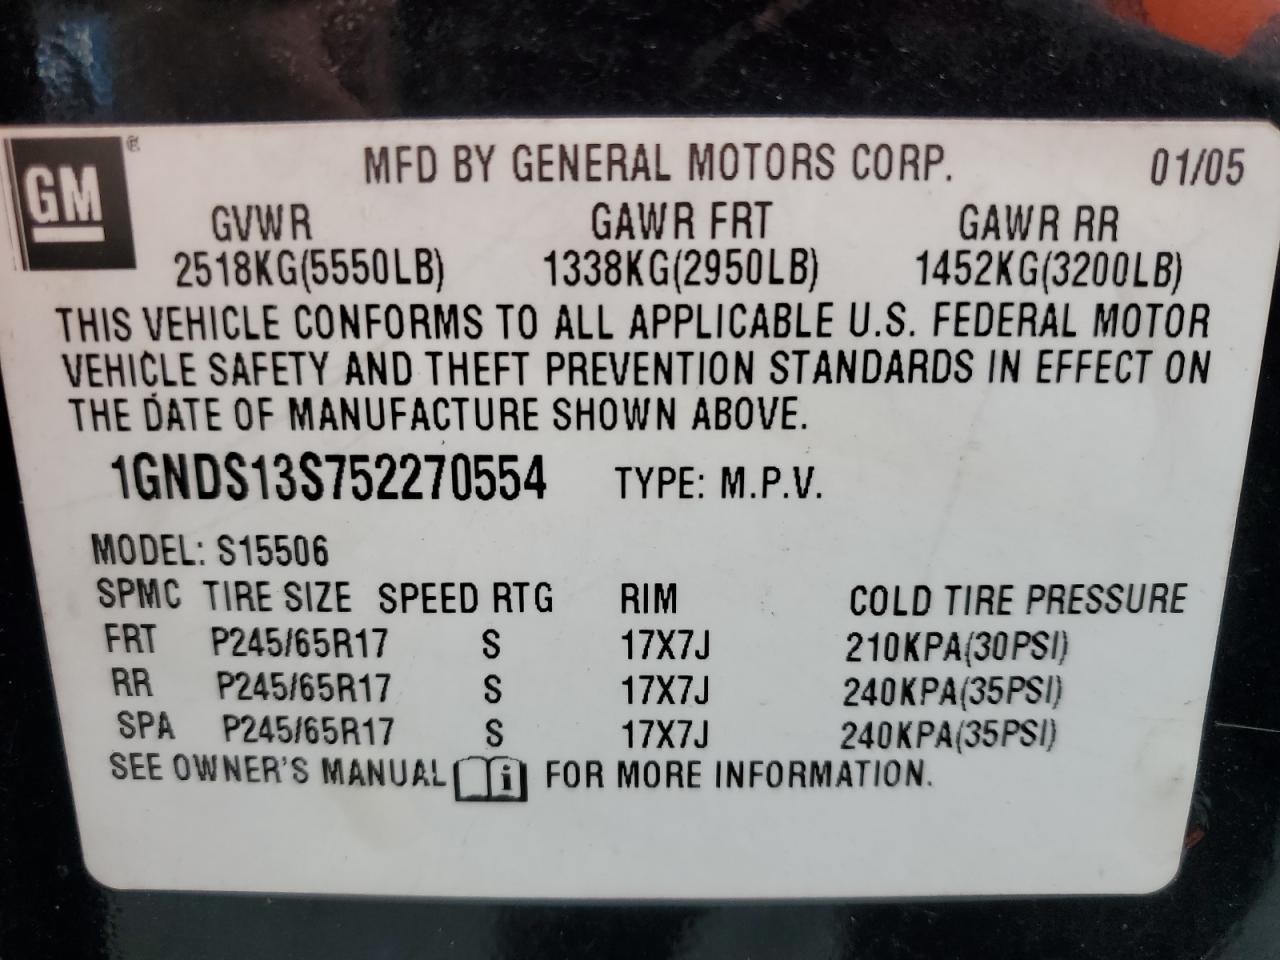 GM ®
MFD BY GENERAL MOTORS CORP. 01/05
GVWR GAWR FRT GAWR RR
2518KG(5550LB) 1338KG(2950LB) 1452KG(3200LB)
THIS VEHICLE CONFORMS TO ALL APPLICABLE U.S. FEDERAL MOTOR
VEHICLE SAFETY AND THEFT PREVENTION STANDARDS IN EFFECT ON
THE DATE OF MANUFACTURE SHOWN ABOVE.
1GNDS13S752270554 TYPE: M.P.V.
MODEL: S15506
SPMC TIRE SIZE SPEED RTG RIM COLD TIRE PRESSURE
FRT P245/65R17 S 17X7J 210KPA(30PSI)
RR P245/65R17 S 17X7J 240KPA(35PSI)
SPA P245/65R17 S 17X7J 240KPA(35PSI)
SEE OWNER'S MANUAL i FOR MORE INFORMATION.